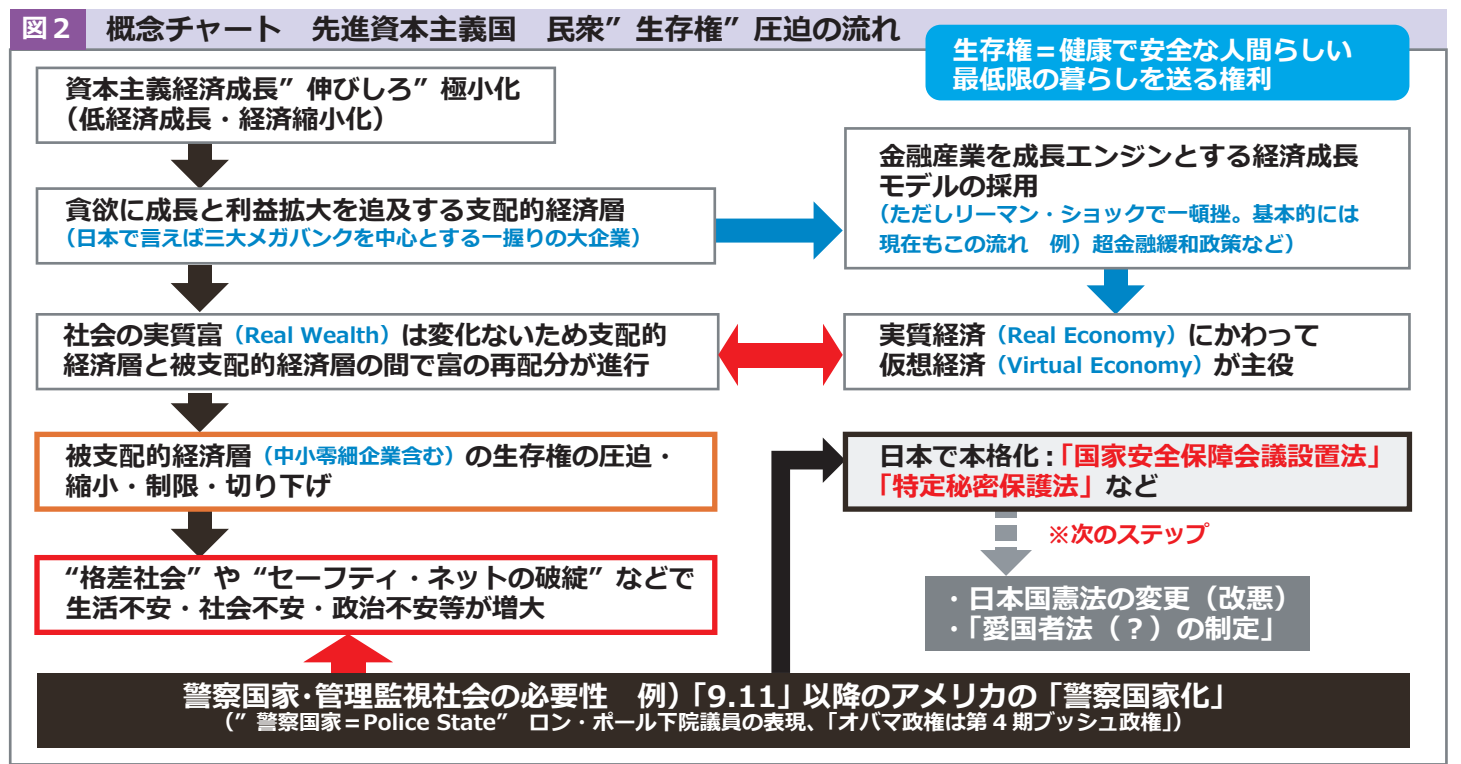 図2 概念チャート 先進資本主義国 民衆”生存権”圧迫の流れ
生存権=健康で安全な人間らしい
最低限の暮らしを送る権利
資本主義経済成長”伸びしろ”極小化
(低経済成長・経済縮小化)
貪欲に成長と利益拡大を追及する支配的経済層
(日本で言えば三大メガバンクを中心とする一握りの大企業)
金融産業を成長エンジンとする経済成長
モデルの採用
(ただしリーマン・ショックで一頓挫。基本的には
現在もこの流れ 例)超金融緩和政策など)
社会の実質富(Real Wealth)は変化ないため支配的
経済層と被支配的経済層の間で富の再配分が進行
実質経済(Real Economy)にかわって
仮想経済(Virtual Economy)が主役
被支配的経済層(中小零細企業含む)の生存権の圧迫・
縮小・制限・切り下げ
日本で本格化:「国家安全保障会議設置法」
「特定秘密保護法」など
※次のステップ
“格差社会”や“セーフティ・ネットの破綻”などで
生活不安・社会不安・政治不安等が増大
・日本国憲法の変更(改悪)
・「愛国者法(?)の制定」
警察国家・管理監視社会の必要性 例)「9.11」以降のアメリカの「警察国家化」
(”警察国家=Police State” ロン・ポール下院議員の表現、「オバマ政権は第4期ブッシュ政権」)